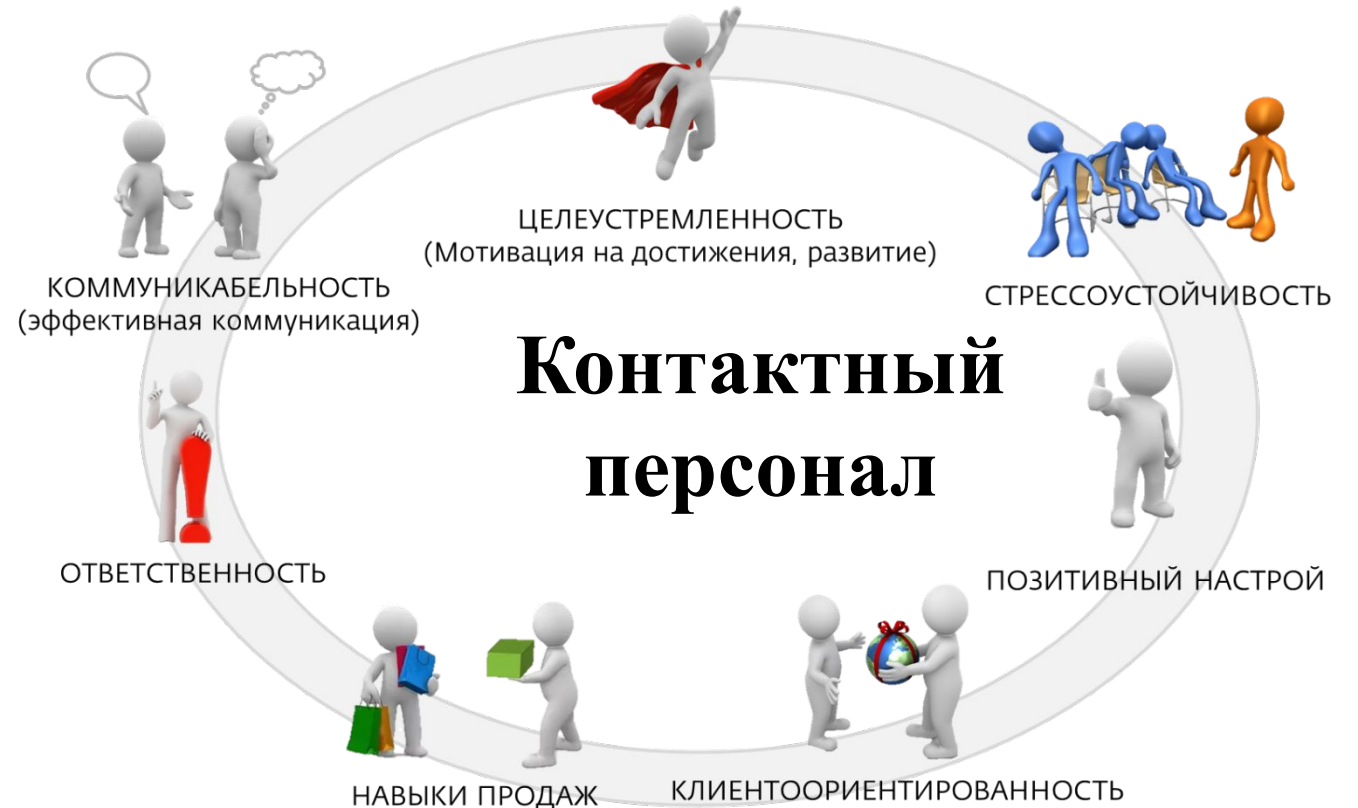 ЦЕЛЕУСТРЕМЛЕННОСТЬ
(Мотивация на достижения, развитие)
КОММУНИКАБЕЛЬНОСТЬ
(эффективная коммуникация)
СТРЕССОУСТОЙЧИВОСТЬ
Контактный
персонал
ОТВЕТСТВЕННОСТЬ
ПОЗИТИВНЫЙ НАСТРОЙ
НАВЫКИ ПРОДАЖ
КЛИЕНТООРИЕНТИРОВАННОСТЬ